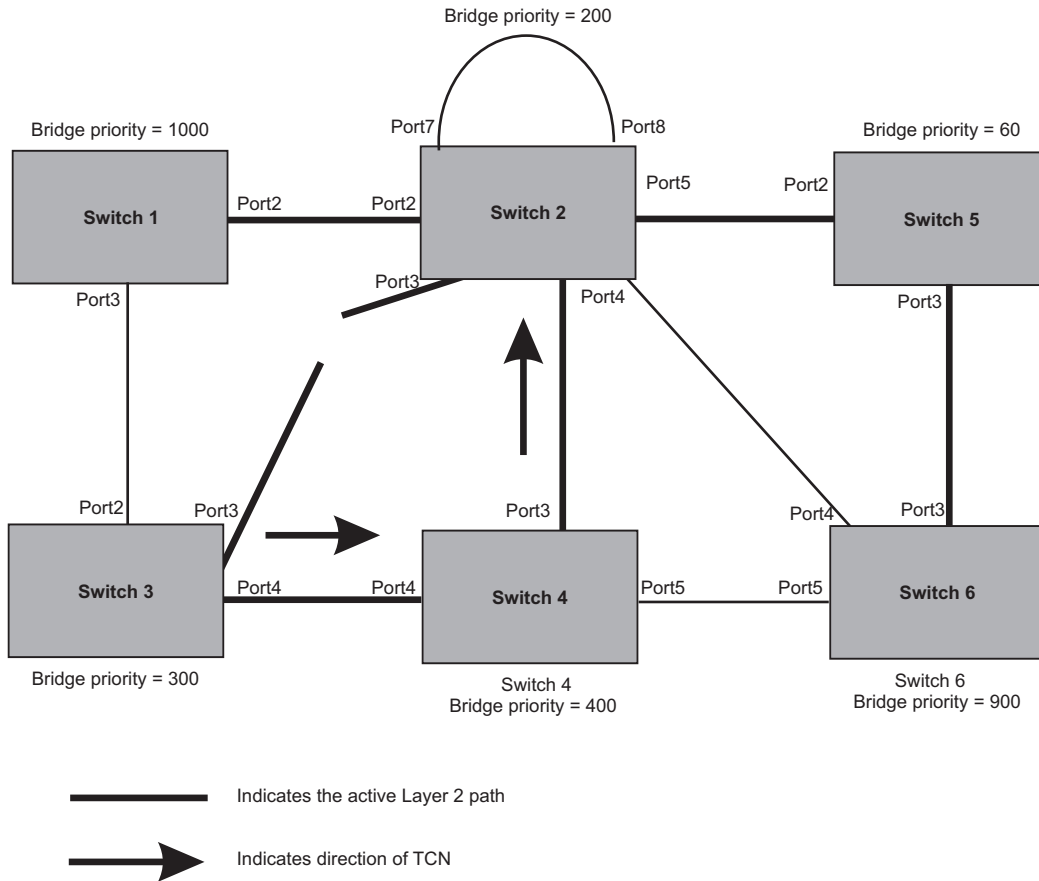 Bridge priority = 200
Port7
Port8
Bridge priority = 1000
Bridge priority = 60
Switch 1
Port2
Port2
Switch 2
Port5
Port2
Switch 5
Port3
Port3
Port4
Port3
Port2
Port3
Port3
Port4
Port3
Switch 3
Port4
Port4
Switch 4
Port5
Port5
Switch 6
Bridge priority = 300
Switch 4
Bridge priority = 400
Switch 6
Bridge priority = 900
Indicates the active Layer 2 path
Indicates direction of TCN